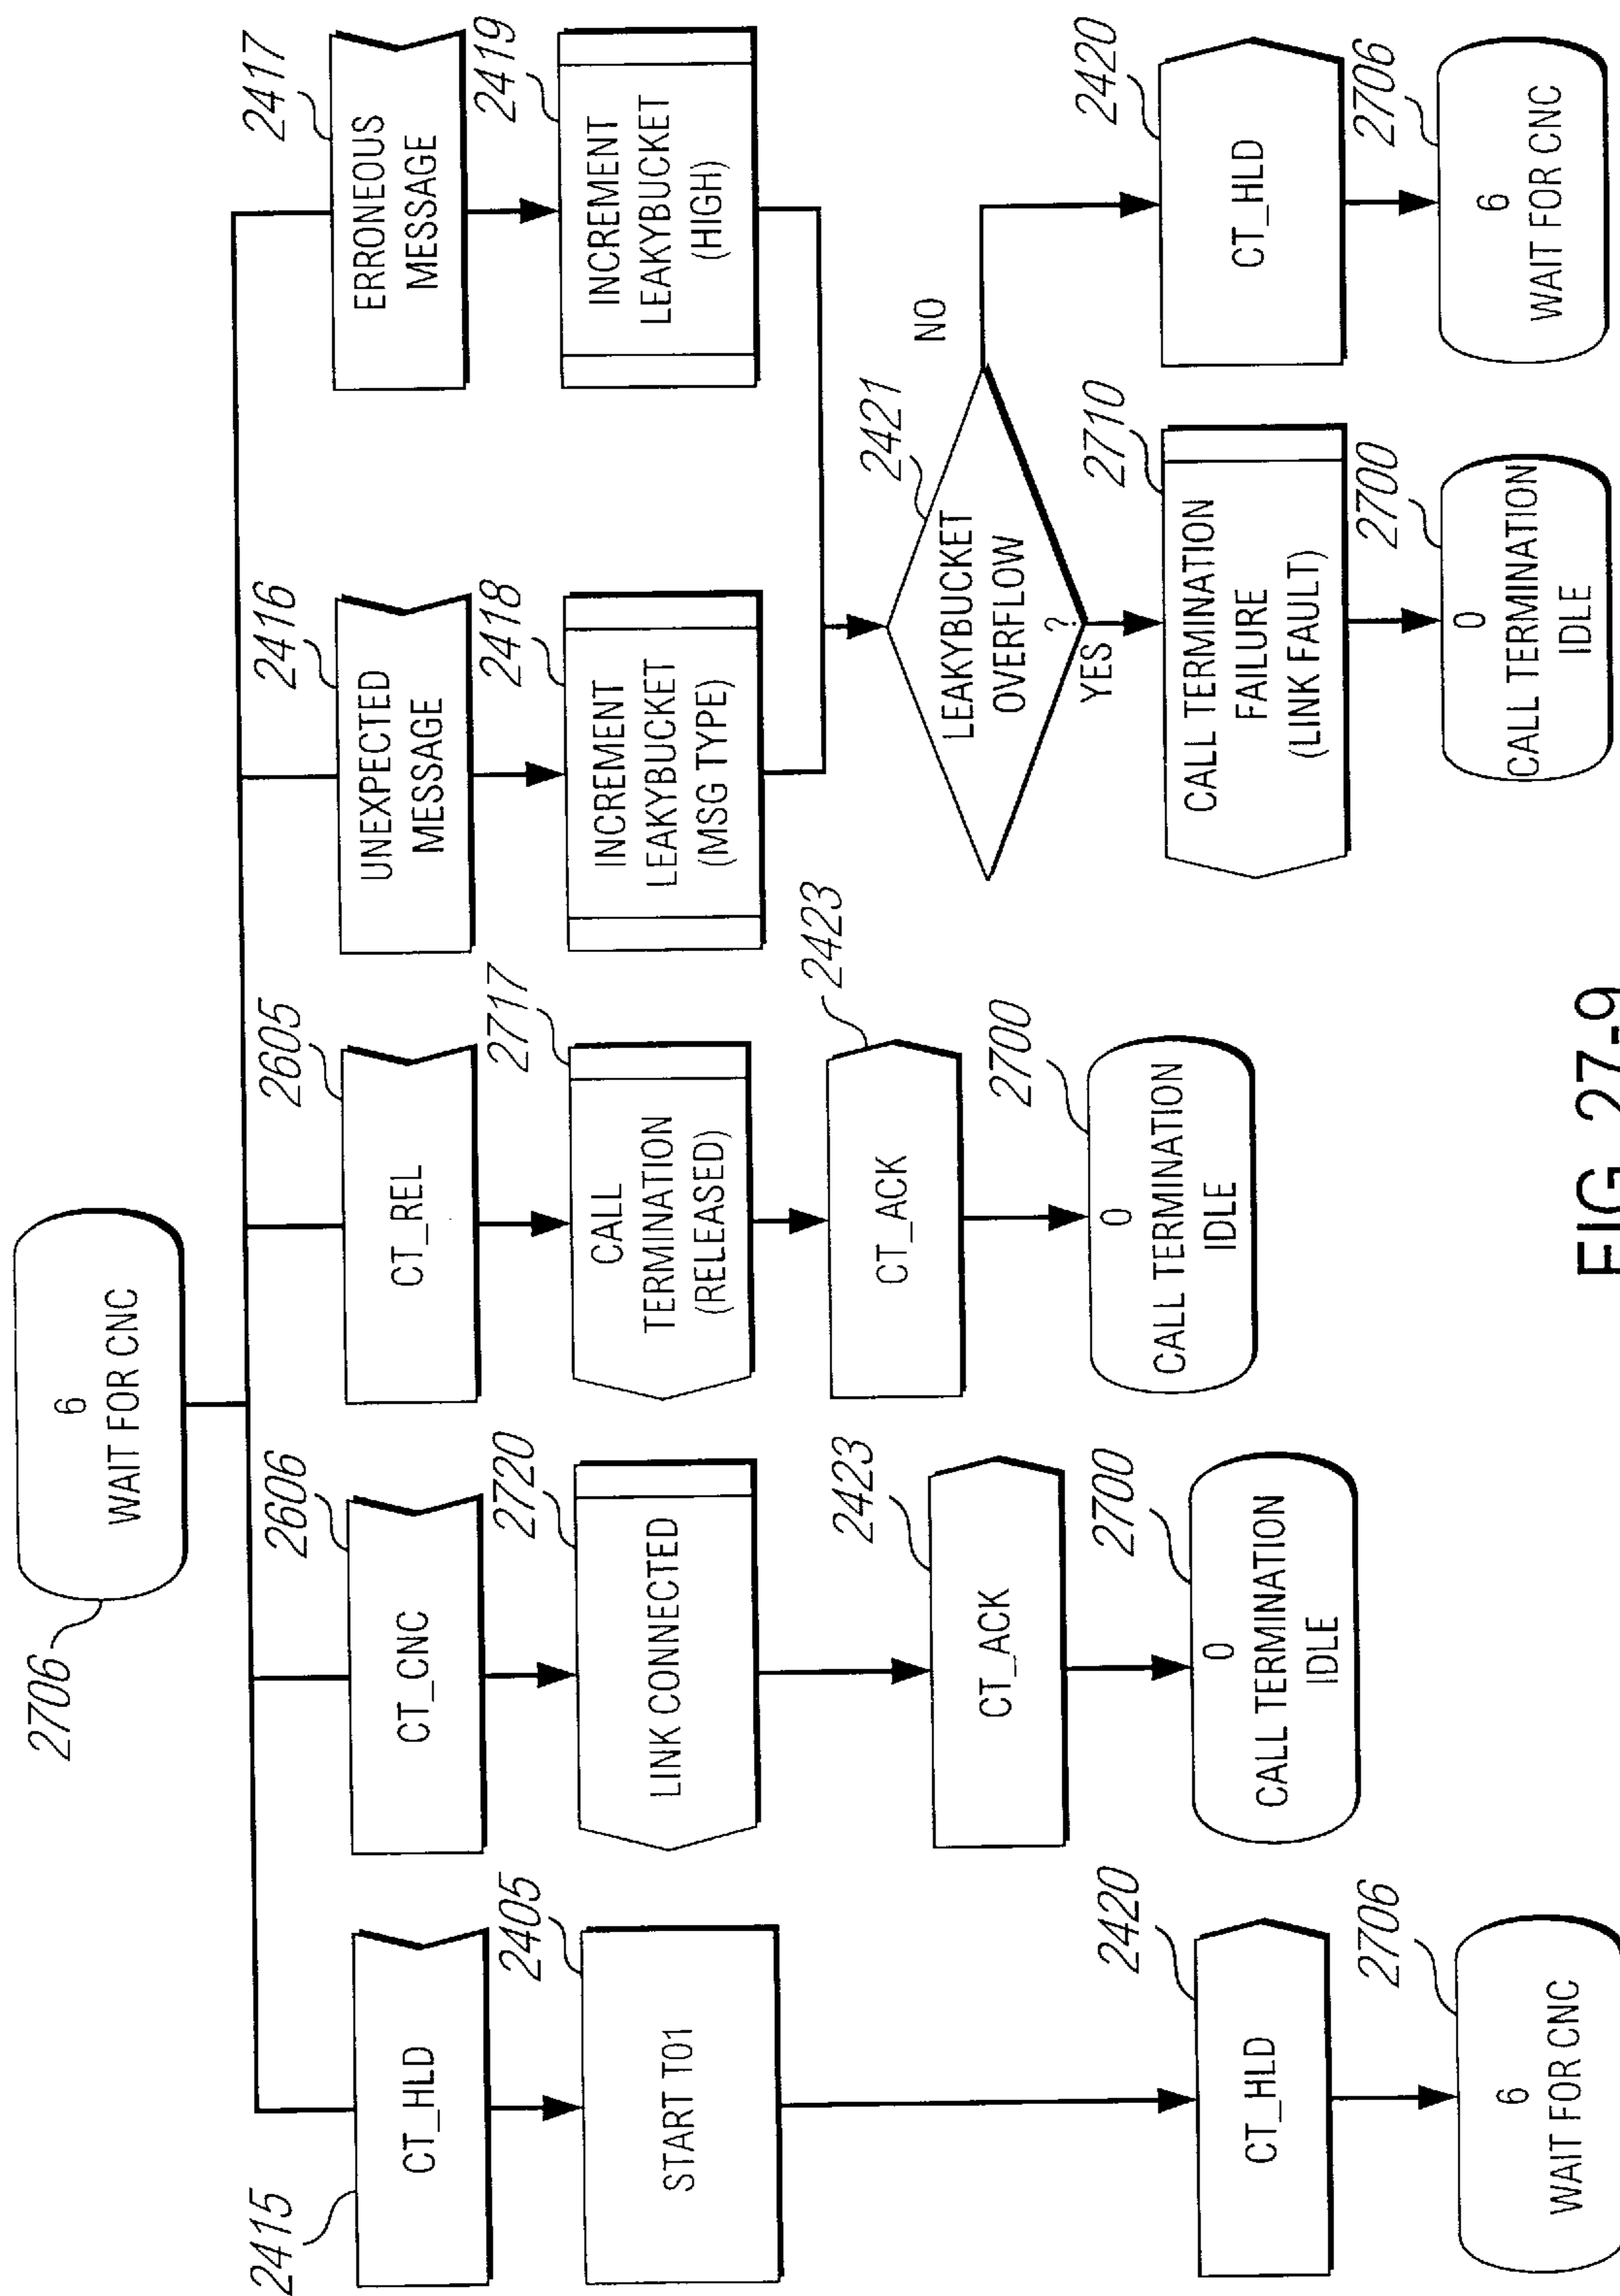 2706
6
WAIT FOR CNC
2415
CT_HLD
2405
START T01
2420
CT_HLD
2706
6
WAIT FOR CNC
2606
CT_CNC
2720
LINK CONNECTED
2423
CT_ACK
2700
0
CALL TERMINATION
IDLE
2605
CT_REL
2717
CALL
TERMINATION
(RELEASED)
2423
CT_ACK
2700
0
CALL TERMINATION
IDLE
2416
UNEXPECTED
MESSAGE
2418
INCREMENT
LEAKYBUCKET
(MSG TYPE)
2417
ERRONEOUS
MESSAGE
2419
INCREMENT
LEAKYBUCKET
(HIGH)
2421
LEAKYBUCKET
OVERFLOW
?
YES
NO
2710
CALL TERMINATION
FAILURE
(LINK FAULT)
2700
0
CALL TERMINATION
IDLE
2420
CT_HLD
2706
6
WAIT FOR CNC
FIG. 27-9